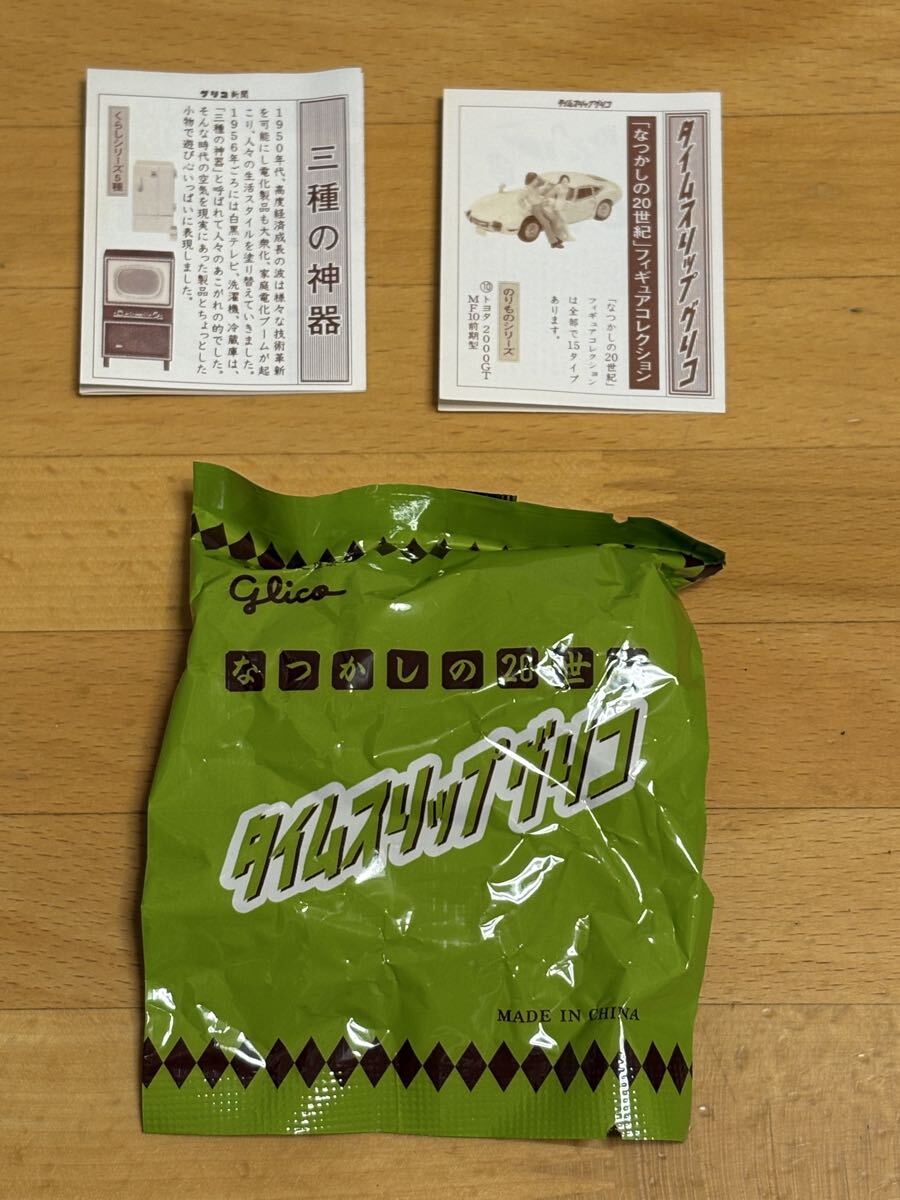 グリコ新聞
三種の神器
1950年代、高度経済成長の波は様々な技術革新
を可能にし電化製品も大衆化、家庭電化ブームが起
こり、人々の生活スタイルを塗り替えていきました。
1956年ごろには白黒テレビ、洗濯機、冷蔵庫は、
「三種の神器」と呼ばれて人々のあこがれの的でした。
そんな時代の空気を現実にあった製品とちょっとした
小物で遊び心いっぱいに表現しました。
くらしシリーズ5種
タイムスリップグリコ
タイムスリップグリコ
「なつかしの20世紀」フィギュアコレクション
「なつかしの20世紀」
フィギュアコレクション
は全部で15タイプ
あります。
のりものシリーズ
⑩トヨタ2000GT
MF10前期型
glico
なつかしの20世
タイムスリップグリコ
MADE IN CHINA